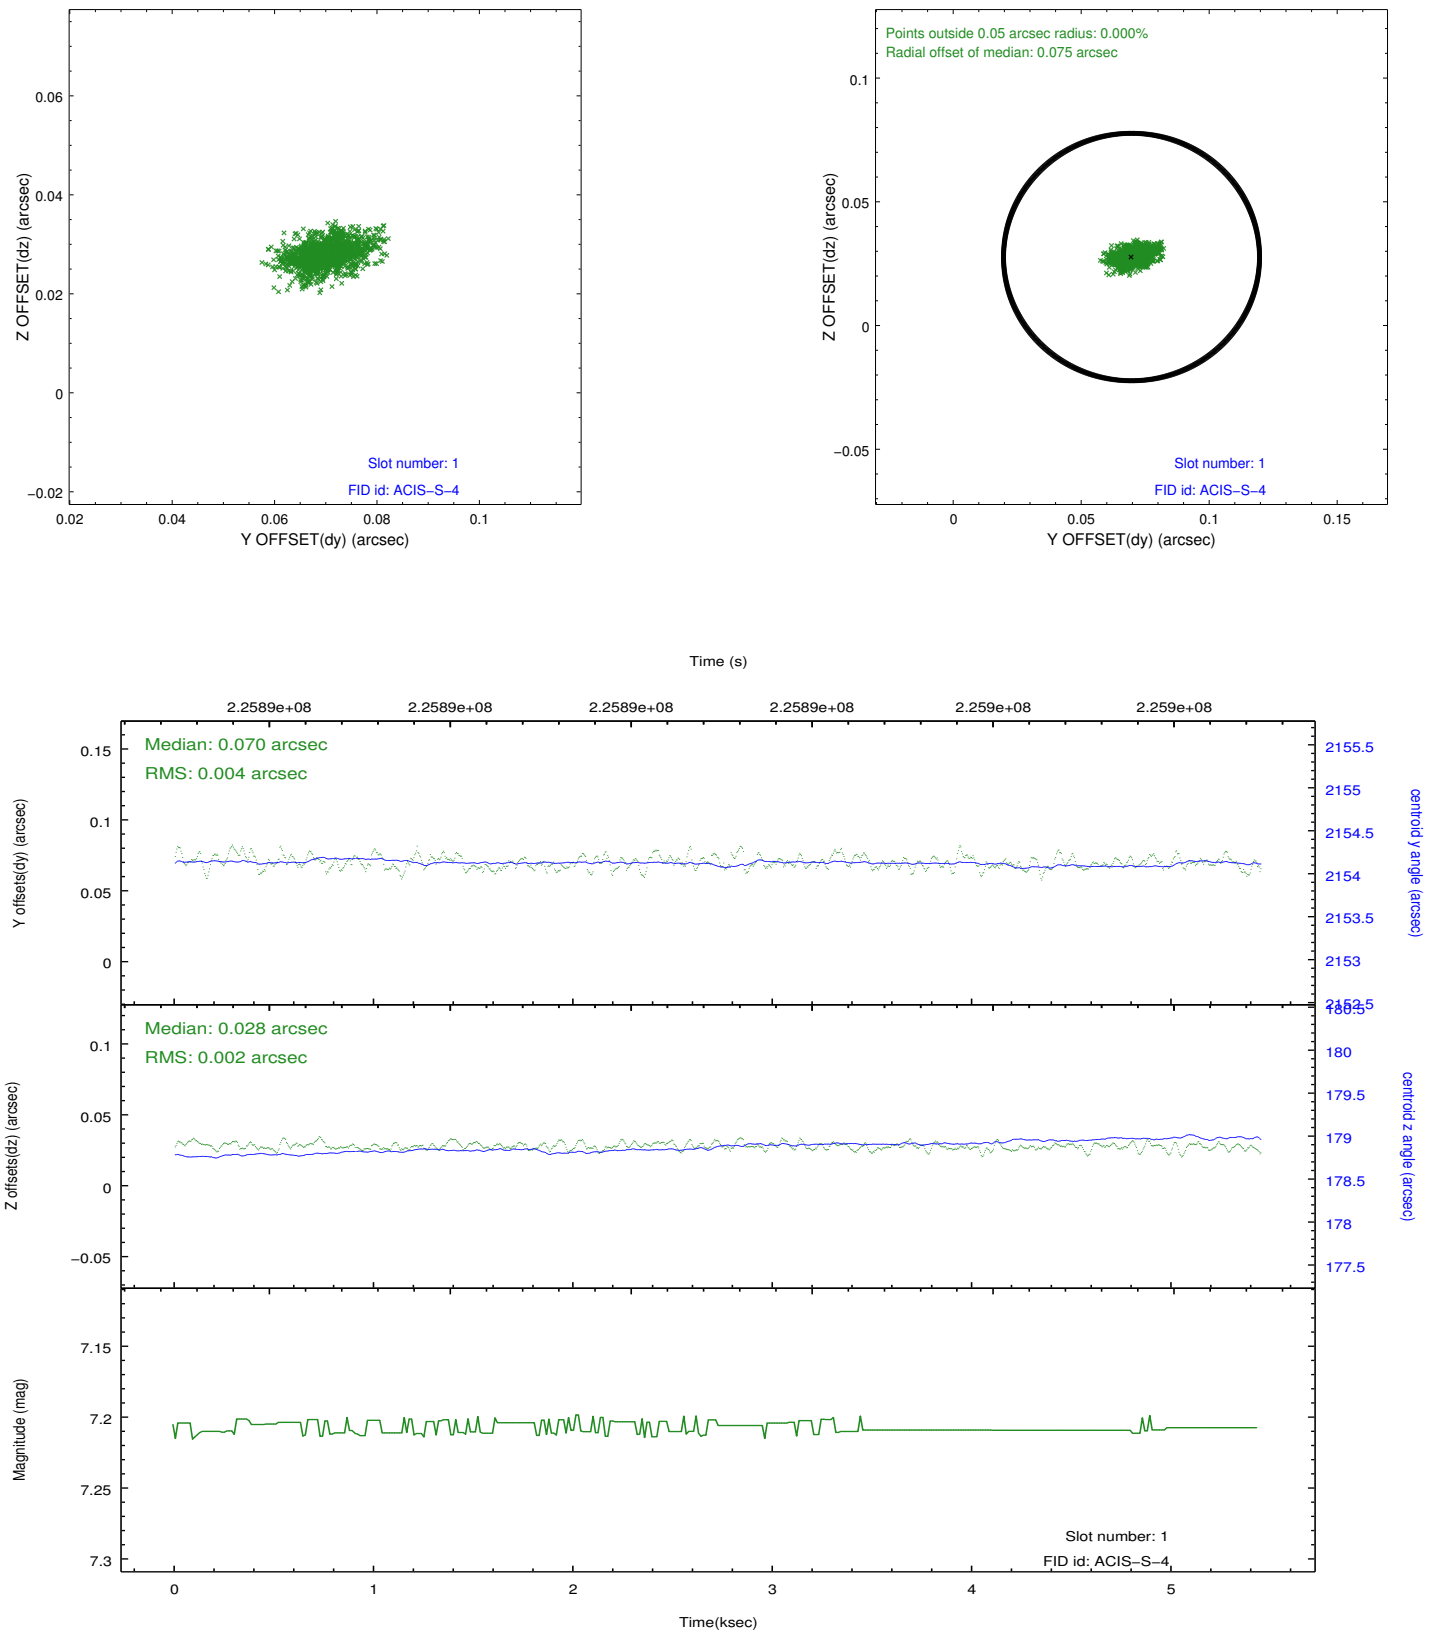 0.06
0.04
0.02
0
−0.02
0.02
0.04
0.06
0.08
0.1
Z OFFSET(dz) (arcsec)
Y OFFSET(dy) (arcsec)
Slot number: 1
FID id: ACIS−S−4
Points outside 0.05 arcsec radius: 0.000%
Radial offset of median: 0.075 arcsec
0.1
0.05
0
−0.05
0
0.05
0.1
0.15
Z OFFSET(dz) (arcsec)
Y OFFSET(dy) (arcsec)
Slot number: 1
FID id: ACIS−S−4
Time (s)
2.2589e+08
2.2589e+08
2.2589e+08
2.2589e+08
2.259e+08
2.259e+08
Median: 0.070 arcsec
RMS: 0.004 arcsec
0.15
0.1
0.05
0
Y offsets(dy) (arcsec)
2155.5
2155
2154.5
2154
2153.5
2153
2152.5
centroid y angle (arcsec)
Median: 0.028 arcsec
RMS: 0.002 arcsec
0.1
0.05
0
−0.05
Z offsets(dz) (arcsec)
180.5
180
179.5
179
178.5
178
177.5
centroid z angle (arcsec)
7.15
7.2
7.25
7.3
Magnitude (mag)
Slot number: 1
FID id: ACIS−S−4
0
1
2
3
4
5
Time(ksec)